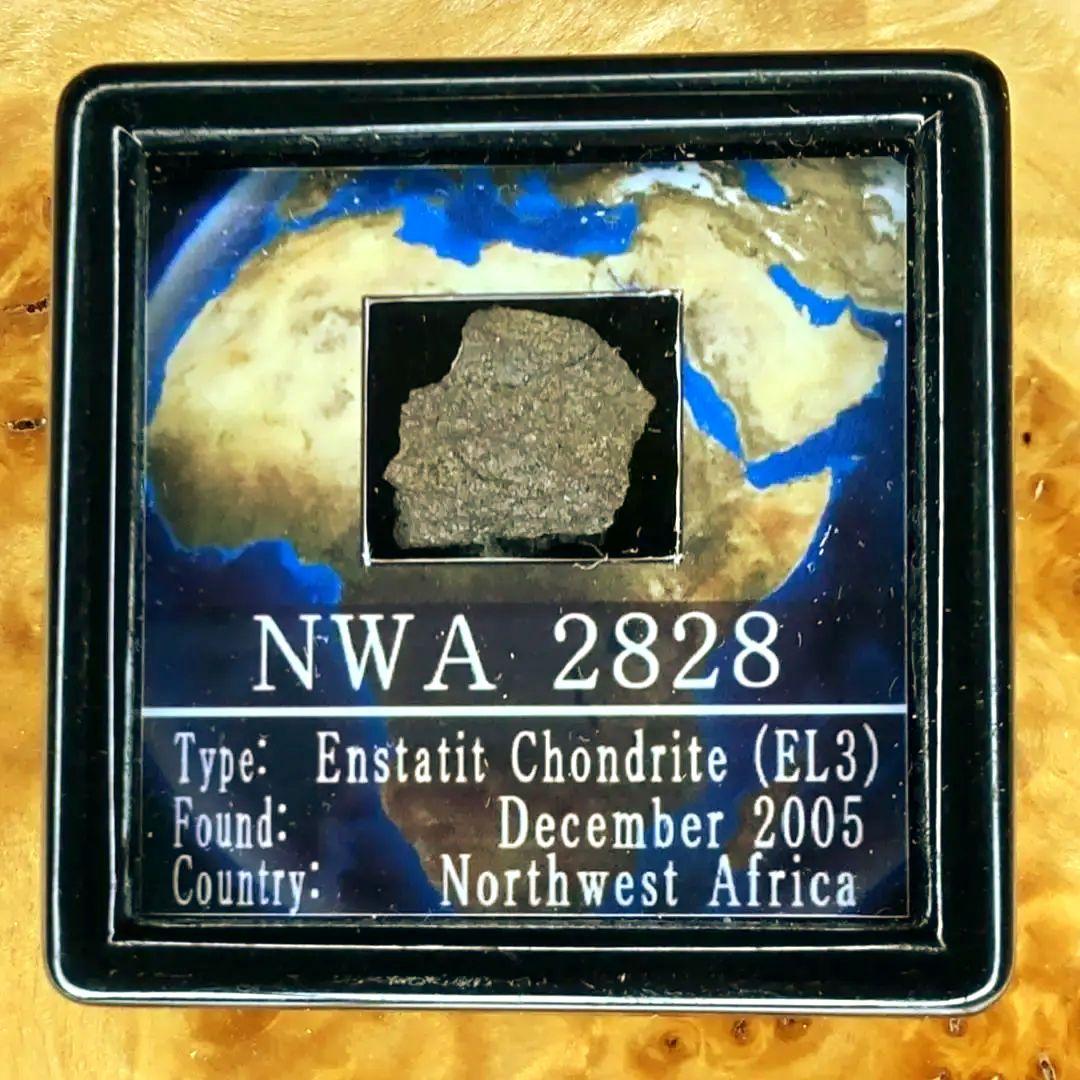 NWA 2828
Type: Enstatit Chondrite (EL3)
Found: December 2005
Country: Northwest Africa